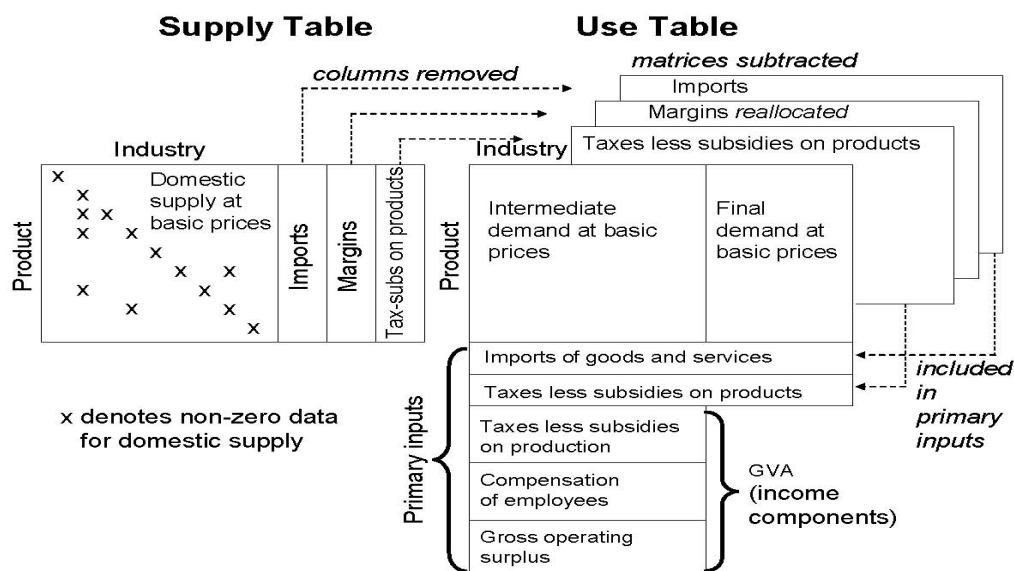 Supply Table
Use Table
columns removed
matrices subtracted
Imports
Margins reallocated
Taxes less subsidies on products
Industry
Industry
Product
Domestic
supply at
basic prices
x
x
x x
x x
x
x x
x x
x x
x
Imports
Margins
Tax-subs on products
Product
Intermediate
demand at basic
prices
Final
demand at
basic prices
Imports of goods and services
Taxes less subsidies on products
included
in
primary
inputs
x denotes non-zero data
for domestic supply
Primary inputs
Taxes less subsidies
on production
Compensation
of employees
Gross operating
surplus
GVA
(income
components)